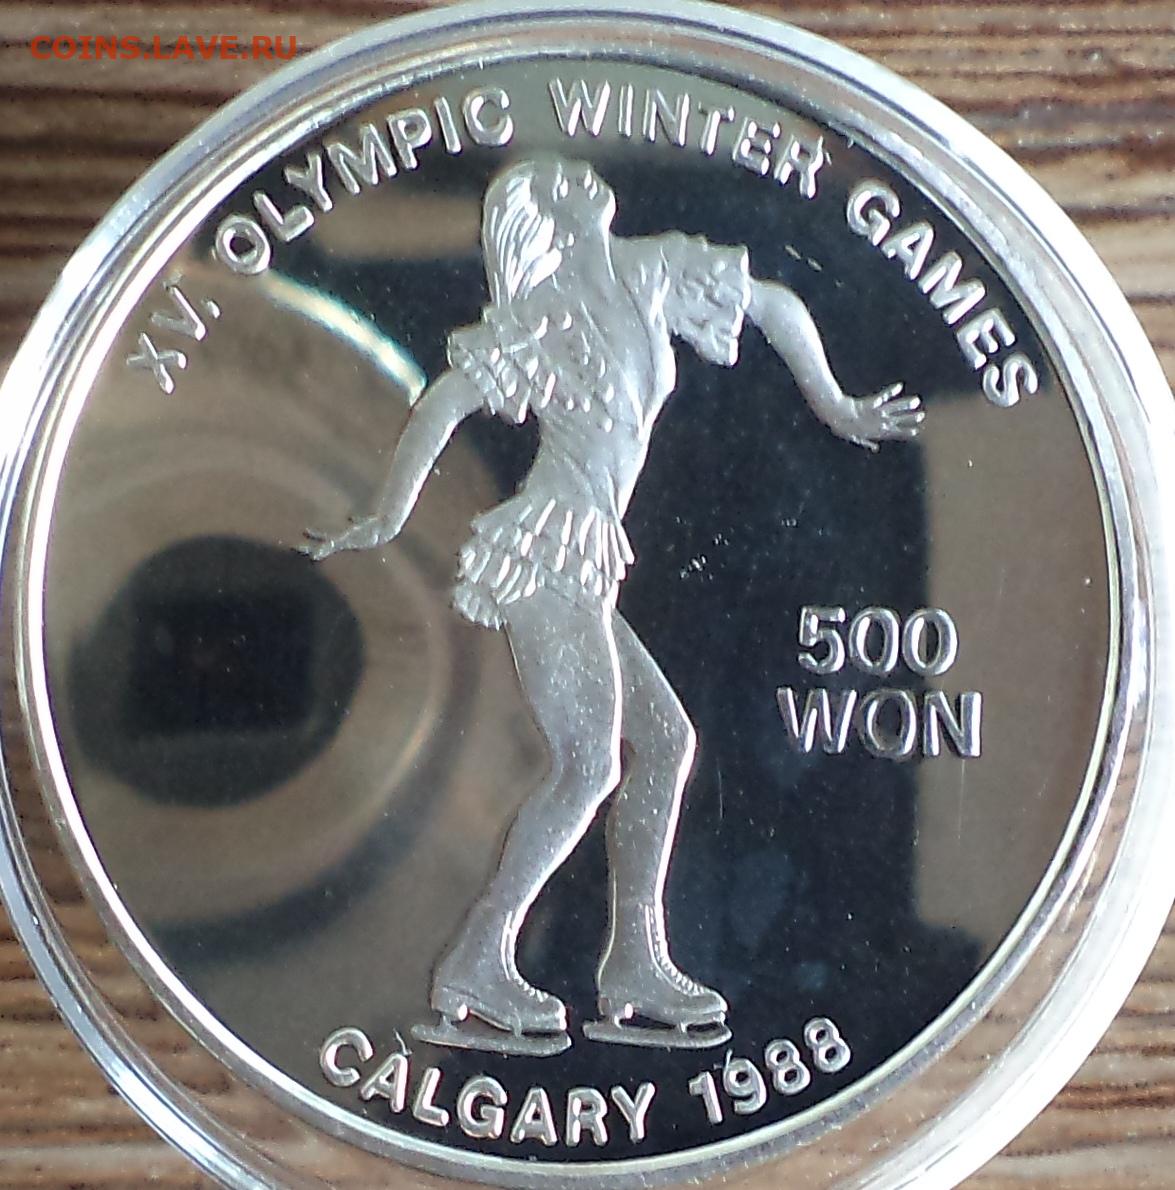 COINS.LAVE.RU
XV. OLYMPIC WINTER GAMES
500
WON
CALGARY 1988